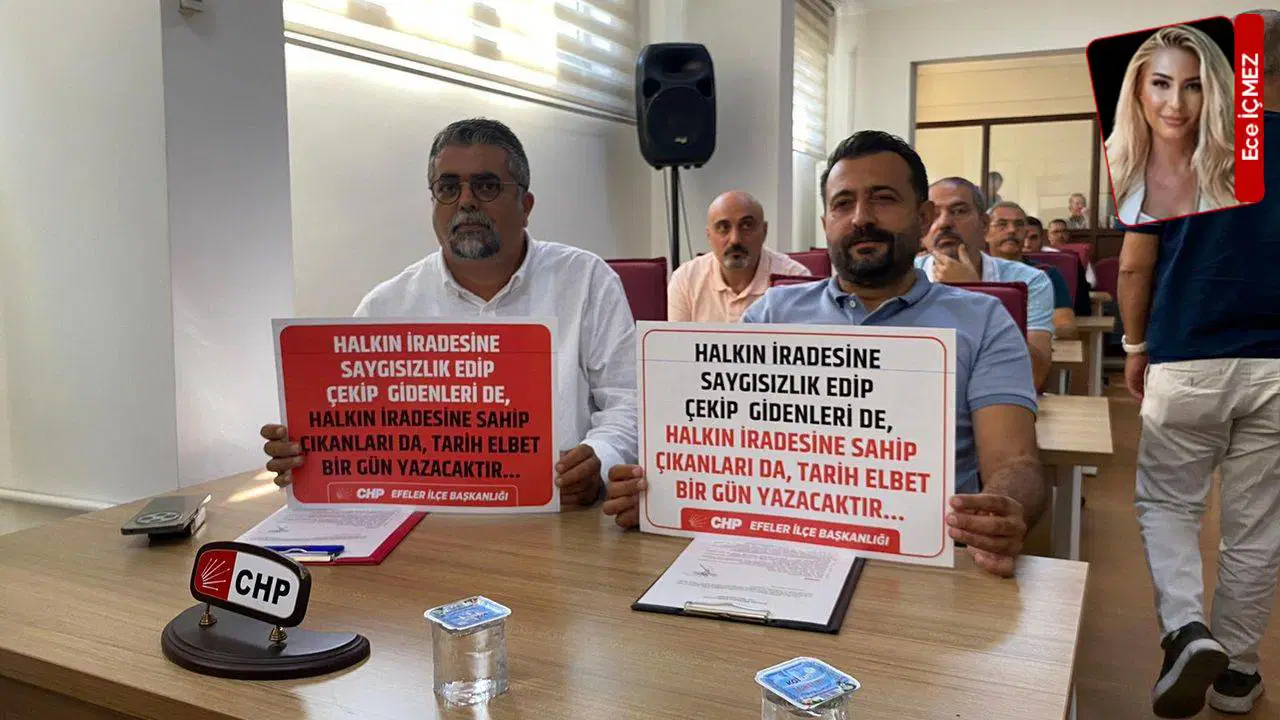 Ece İÇMEZ
HALKIN İRADESİNE
SAYGISIZLIK EDİP
ÇEKİP GİDENLERİ DE,
HALKIN İRADESİNE SAHİP
ÇIKANLARI DA, TARİH ELBET
BİR GÜN YAZACAKTIR...
CHP EFELER İLÇE BAŞKANLIĞI
HALKIN İRADESİNE
SAYGISIZLIK EDİP
ÇEKİP GİDENLERİ DE,
HALKIN İRADESİNE SAHİP
ÇIKANLARI DA, TARİH ELBET
BİR GÜN YAZACAKTIR...
CHP EFELER İLÇE BAŞKANLIĞI
CHP